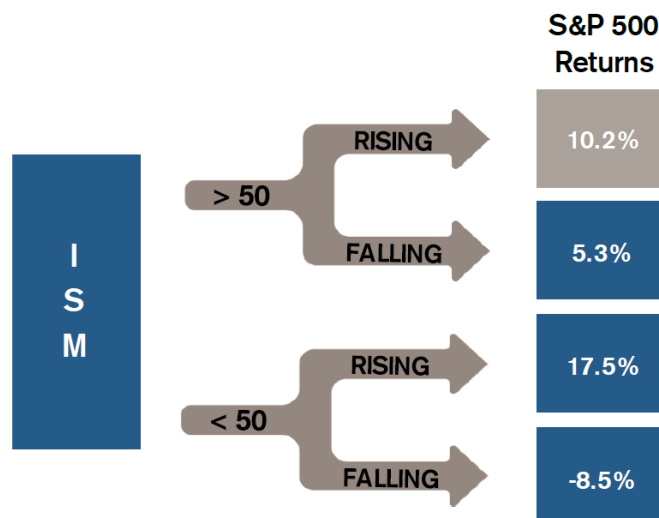 S&P 500
Returns
I
S
M
> 50
RISING
10.2%
FALLING
5.3%
< 50
RISING
17.5%
FALLING
-8.5%